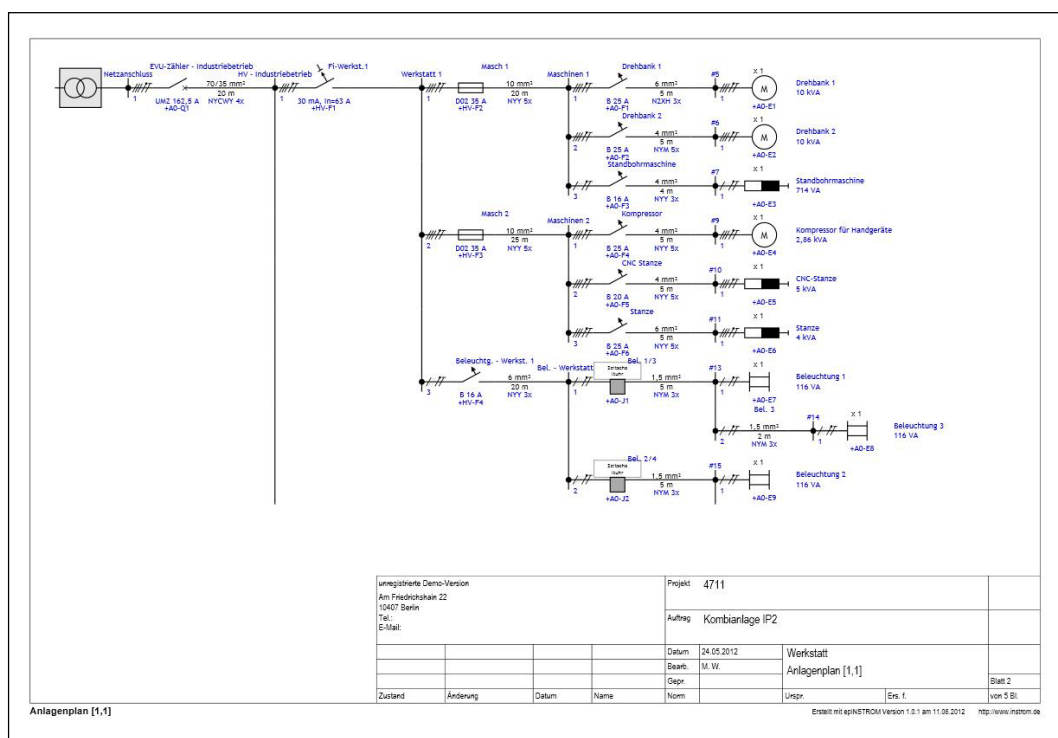 EVU-Zähler - Industriebetrieb
Netzanschluss
70/35 mm²
HV - Industriebetrieb
1
20 m
UMZ 162,5 A
NYCWY 4x
+A0-Q1
Fi-Werkst.1
1
30 mA, In=63 A
+HV-F1
Werkstatt 1
Masch 1
10 mm²
1
20 m
D02 35 A
NYY 5x
+HV-F2
Maschinen 1
Drehbank 1
6 mm²
#5
x 1
1
5 m
1
M
B 25 A
N2XH 3x
+A0-F1
+A0-E1
Drehbank 1
10 kVA
Drehbank 2
4 mm²
#6
x 1
2
5 m
1
M
B 25 A
NYM 5x
+A0-F2
+A0-E2
Drehbank 2
10 kVA
Standbohrmaschine
4 mm²
#7
x 1
3
4 m
1
B 16 A
NYY 3x
+A0-F3
+A0-E3
Standbohrmaschine
714 VA
Masch 2
10 mm²
2
25 m
D02 35 A
NYY 5x
+HV-F3
Maschinen 2
Kompressor
4 mm²
#9
x 1
1
5 m
1
M
B 25 A
NYY 5x
+A0-F4
+A0-E4
Kompressor für Handgeräte
2,86 kVA
CNC Stanze
4 mm²
#10
x 1
2
5 m
1
B 20 A
NYY 5x
+A0-F5
+A0-E5
CNC-Stanze
5 kVA
Stanze
6 mm²
#11
x 1
3
5 m
1
B 25 A
NYY 5x
+A0-F6
+A0-E6
Stanze
4 kVA
Beleuchtg. - Werkst. 1
6 mm²
3
20 m
B 16 A
NYY 3x
+HV-F4
Bel. - Werkstatt
Bel. 1/3
1,5 mm²
#13
x 1
1
5 m
1
NYM 3x
+A0-J1
+A0-E7
Beleuchtung 1
116 VA
Bel. 3
1,5 mm²
#14
x 1
2
2 m
1
NYM 3x
+A0-E8
Beleuchtung 3
116 VA
Bel. 2/4
1,5 mm²
#15
x 1
2
5 m
1
NYM 3x
+A0-J2
+A0-E9
Beleuchtung 2
116 VA
unregistrierte Demo-Version
Am Friedrichshain 22
10407 Berlin
Tel.:
E-Mail:
Projekt 4711
Auftrag Kombianlage IP2
Datum 24.05.2012
Bearb. M. W.
Gepr.
Norm
Werkstatt
Anlagenplan [1,1]
Urspr.
Ers. f.
Blatt 2
von 5 Bl.
Zustand Änderung Datum Name
Anlagenplan [1,1]
Erstellt mit epINSTROM Version 1.0.1 am 11.06.2012 http://www.instrom.de